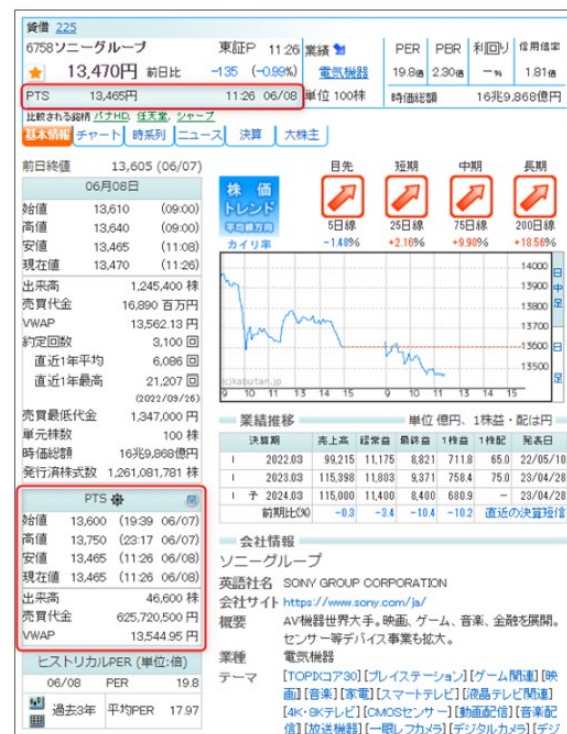 貸借 225
6758ソニーグループ 東証P 11:26 業績 PER PBR 利回り 信用倍率
13,470円 前日比 -135 (-0.99%) 電気機器 19.8倍 2.30倍 -% 1.81倍
PTS 13,465円 11:26 06/08 単位 100株 時価総額 16兆9,868億円
比較される銘柄 パナHD, 任天堂, シャープ
基本情報 チャート 時系列 ニュース 決算 大株主
前日終値 13,605 (06/07)
06月08日
始値 13,610 (09:00)
高値 13,640 (09:00)
安値 13,465 (11:08)
現在値 13,470 (11:26)
出来高 1,245,400 株
売買代金 16,890 百万円
VWAP 13,562.13 円
約定回数 3,100 回
直近1年平均 6,086 回
直近1年最高 21,207 回
(2022/09/26)
売買最低代金 1,347,000 円
単元株数 100 株
時価総額 16兆9,868億円
発行済株式数 1,261,081,781 株
PTS
始値 13,600 (19:39 06/07)
高値 13,750 (23:17 06/07)
安値 13,465 (11:26 06/08)
現在値 13,465 (11:26 06/08)
出来高 46,600 株
売買代金 625,720,500 円
VWAP 13,544.95 円
ヒストリカルPER (単位:倍)
06/08 PER 19.8
過去3年 平均PER 17.97
目先 短期 中期 長期
株価
トレンド
平均線方向 5日線 25日線 75日線 200日線
カイリ率 -1.48% +2.16% +9.90% +18.56%
14000
13900
13800
13700
13600
13500
日
中
足
日
足
(c)kabutan.jp
9 10 11 13 14 15 9 10 11 13 14 15
業績推移 単位 億円、1株益・配は円
決算期 売上高 経常益 最終益 1株益 1株配 発表日
I 2022.03 99,215 11,175 8,821 711.8 65.0 22/05/10
I 2023.03 115,398 11,803 9,371 758.4 75.0 23/04/28
I 予 2024.03 115,000 11,400 8,400 680.9 - 23/04/28
前期比(%) -0.3 -3.4 -10.4 -10.2 直近の決算短信
会社情報
ソニーグループ
英語社名 SONY GROUP CORPORATION
会社サイト https://www.sony.com/ja/
概要 AV機器世界大手。映画、ゲーム、音楽、金融を展開。
センサー等デバイス事業も拡大。
業種 電気機器
テーマ [TOPIXコア30][プレイステーション][ゲーム関連][映
画][音楽][家電][スマートテレビ][液晶テレビ関連]
[4K・8Kテレビ][CMOSセンサー][動画配信][音楽配
信][放送機器][一眼レフカメラ][デジタルカメラ][デジ